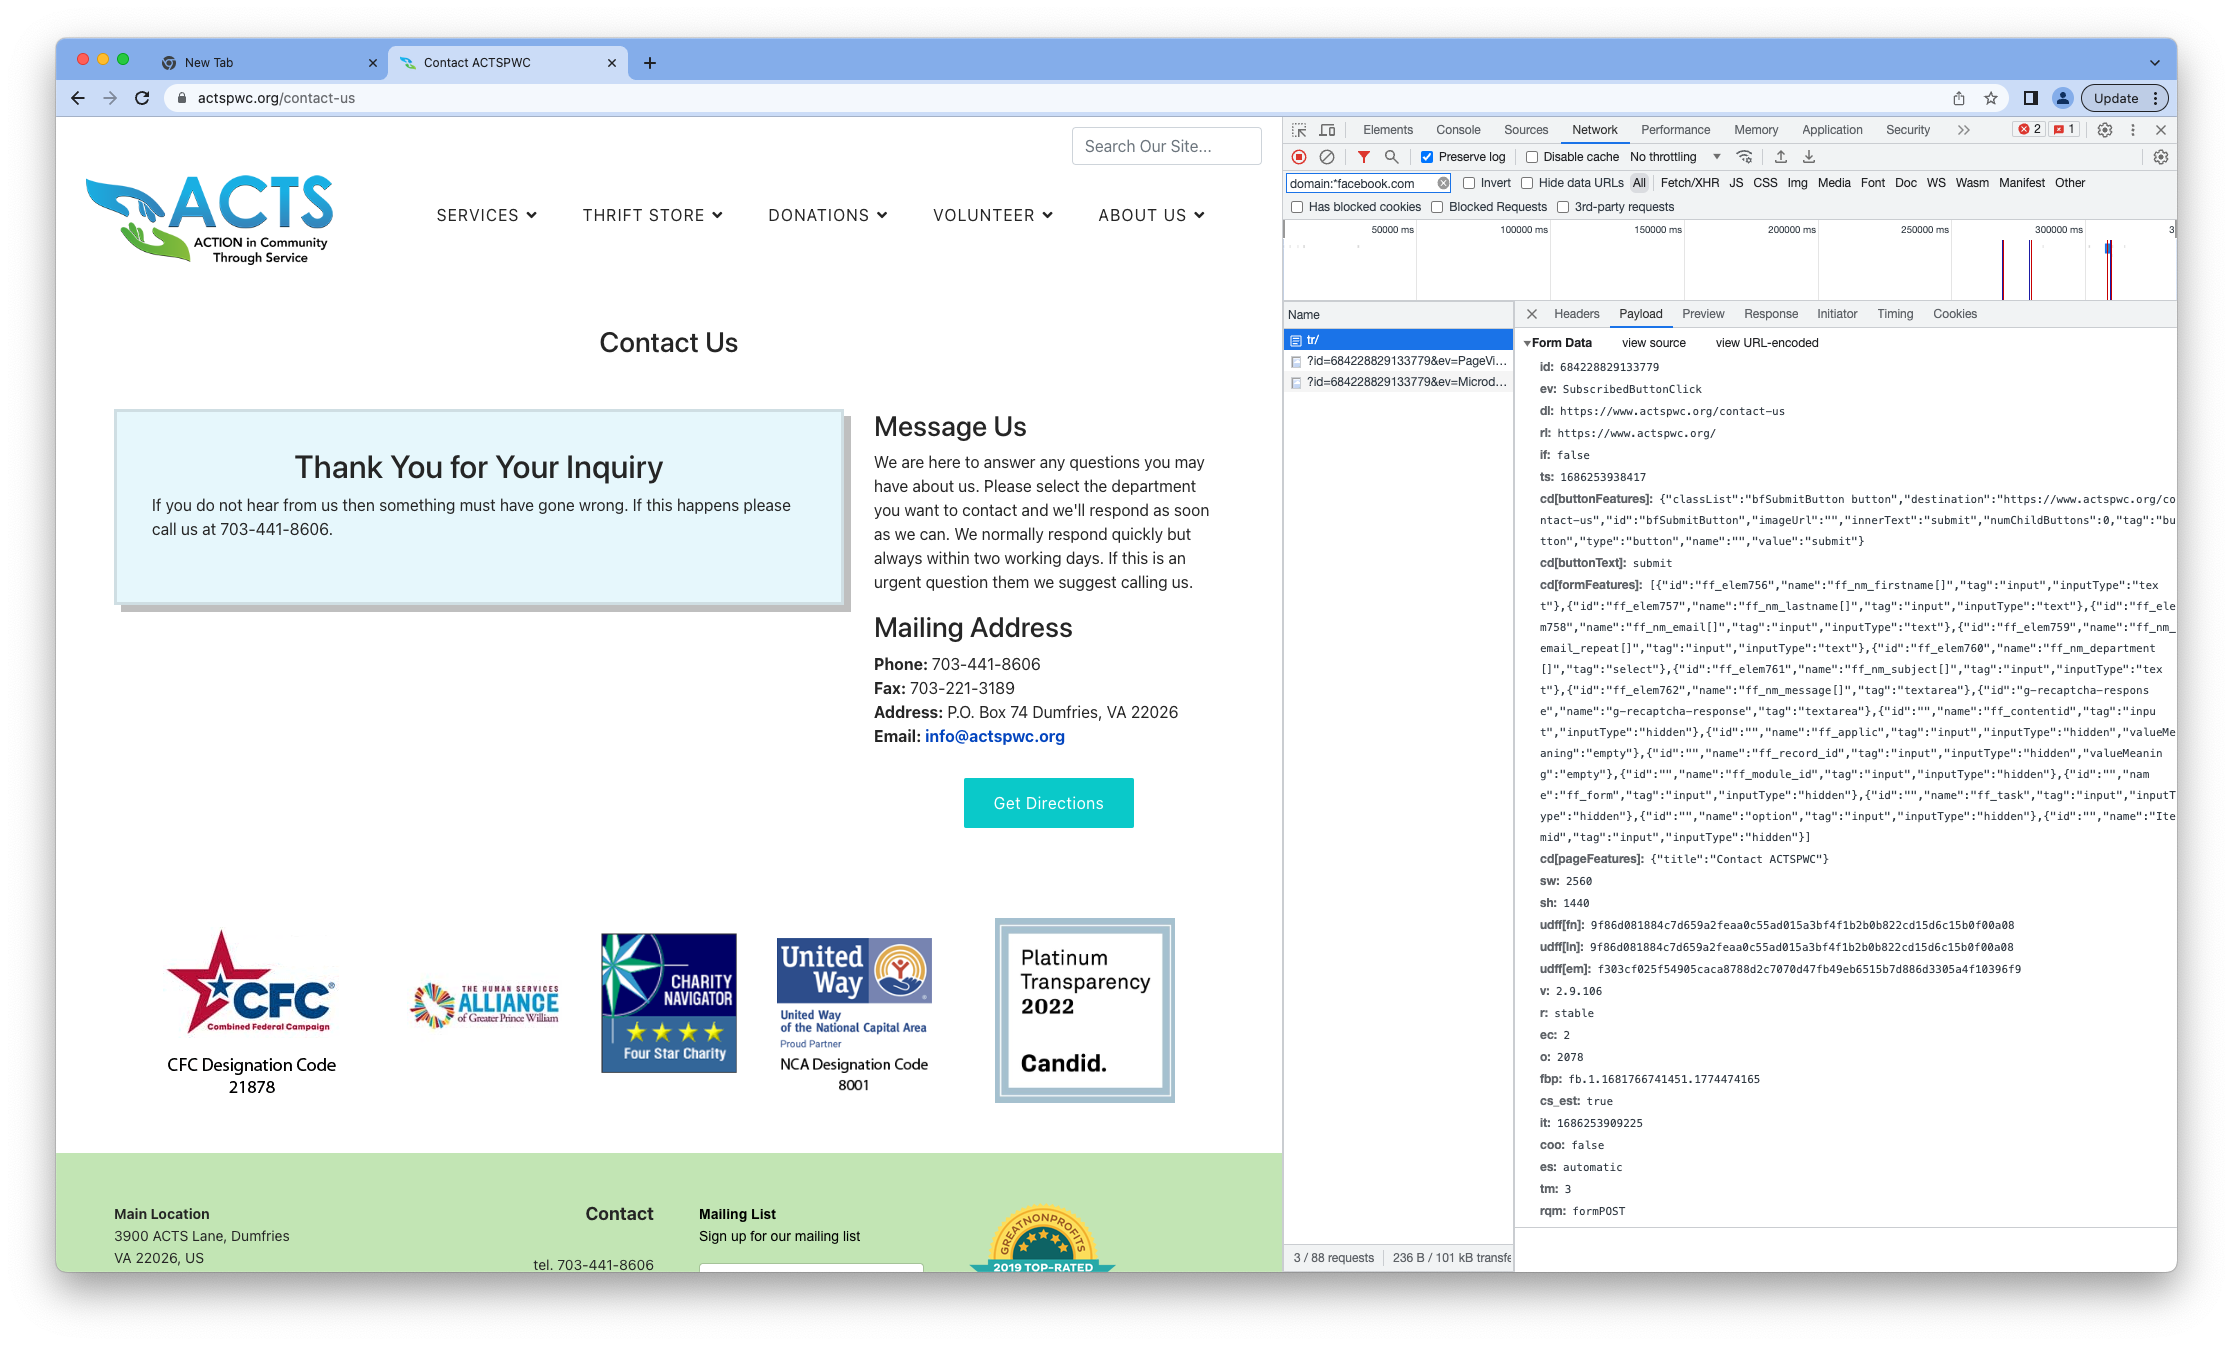 New Tab
Contact ACTSPWC
actspwc.org/contact-us
Update
Search Our Site...
ACTS
ACTION in Community
Through Service
SERVICES
THRIFT STORE
DONATIONS
VOLUNTEER
ABOUT US
Contact Us
Thank You for Your Inquiry
If you do not hear from us then something must have gone wrong. If this happens please
call us at 703-441-8606.
Message Us
We are here to answer any questions you may
have about us. Please select the department
you want to contact and we'll respond as soon
as we can. We normally respond quickly but
always within two working days. If this is an
urgent question them we suggest calling us.
Mailing Address
Phone: 703-441-8606
Fax: 703-221-3189
Address: P.O. Box 74 Dumfries, VA 22026
Email: info@actspwc.org
Get Directions
CFC
Combined Federal Campaign
CFC Designation Code
21878
THE HUMAN SERVICES
ALLIANCE
of Greater Prince William
CHARITY
NAVIGATOR
Four Star Charity
United
Way
United Way
of the National Capital Area
Proud Partner
NCA Designation Code
8001
Platinum
Transparency
2022
Candid.
Main Location
3900 ACTS Lane, Dumfries
VA 22026, US
Contact
tel. 703-441-8606
Mailing List
Sign up for our mailing list
GREATNONPROFITS
2019 TOP-RATED
Elements
Console
Sources
Network
Performance
Memory
Application
Security
2
1
Preserve log
Disable cache
No throttling
domain:*facebook.com
Invert
Hide data URLs
All
Fetch/XHR
JS
CSS
Img
Media
Font
Doc
WS
Wasm
Manifest
Other
Has blocked cookies
Blocked Requests
3rd-party requests
50000 ms
100000 ms
150000 ms
200000 ms
250000 ms
300000 ms
3
Name
tr/
?id=684228829133779&ev=PageVi...
?id=684228829133779&ev=Microd...
3 / 88 requests
236 B / 101 kB transfe
Headers
Payload
Preview
Response
Initiator
Timing
Cookies
Form Data
view source
view URL-encoded
id: 684228829133779
ev: SubscribedButtonClick
dl: https://www.actspwc.org/contact-us
rl: https://www.actspwc.org/
if: false
ts: 1686253938417
cd[buttonFeatures]: {"classList":"bfSubmitButton button","destination":"https://www.actspwc.org/co
ntact-us","id":"bfSubmitButton","imageUrl":"","innerText":"submit","numChildButtons":0,"tag":"bu
tton","type":"button","name":"","value":"submit"}
cd[buttonText]: submit
cd[formFeatures]: [{"id":"ff_elem756","name":"ff_nm_firstname[]","tag":"input","inputType":"tex
t"},{"id":"ff_elem757","name":"ff_nm_lastname[]","tag":"input","inputType":"text"},{"id":"ff_ele
m758","name":"ff_nm_email[]","tag":"input","inputType":"text"},{"id":"ff_elem759","name":"ff_nm_
email_repeat[]","tag":"input","inputType":"text"},{"id":"ff_elem760","name":"ff_nm_department
[]","tag":"select"},{"id":"ff_elem761","name":"ff_nm_subject[]","tag":"input","inputType":"tex
t"},{"id":"ff_elem762","name":"ff_nm_message[]","tag":"textarea"},{"id":"g-recaptcha-respons
e","name":"g-recaptcha-response","tag":"textarea"},{"id":"","name":"ff_contentid","tag":"inpu
t","inputType":"hidden"},{"id":"","name":"ff_applic","tag":"input","inputType":"hidden","valueMe
aning":"empty"},{"id":"","name":"ff_record_id","tag":"input","inputType":"hidden","valueMeanin
g":"empty"},{"id":"","name":"ff_module_id","tag":"input","inputType":"hidden"},{"id":"","nam
e":"ff_form","tag":"input","inputType":"hidden"},{"id":"","name":"ff_task","tag":"input","inputT
ype":"hidden"},{"id":"","name":"option","tag":"input","inputType":"hidden"},{"id":"","name":"Ite
mid","tag":"input","inputType":"hidden"}]
cd[pageFeatures]: {"title":"Contact ACTSPWC"}
sw: 2560
sh: 1440
udff[fn]: 9f86d081884c7d659a2feaa0c55ad015a3bf4f1b2b0b822cd15d6c15b0f00a08
udff[ln]: 9f86d081884c7d659a2feaa0c55ad015a3bf4f1b2b0b822cd15d6c15b0f00a08
udff[em]: f303cf025f54905caca8788d2c7070d47fb49eb6515b7d886d3305a4f10396f9
v: 2.9.106
r: stable
ec: 2
o: 2078
fbp: fb.1.1681766741451.1774474165
cs_est: true
it: 1686253909225
coo: false
es: automatic
tm: 3
rqm: formPOST